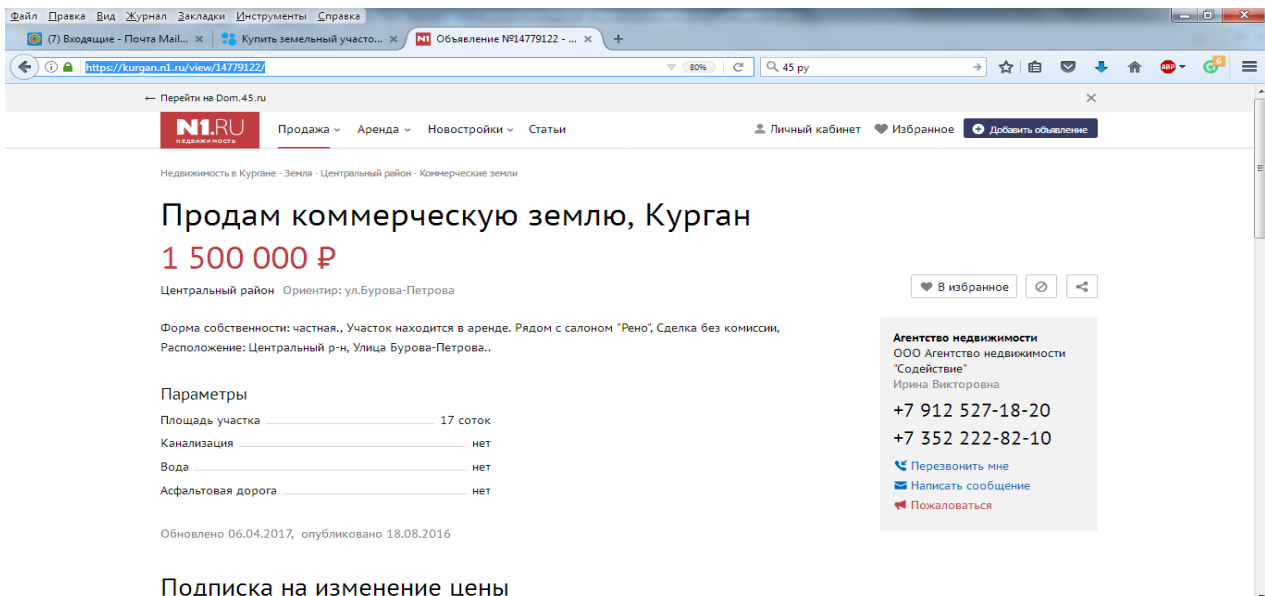 Файл Правка Вид Журнал Закладки Инструменты Справка
(7) Входящие - Почта Mail... × Купить земельный участо... × N1 Объявление №14779122 - ... × +
https://kurgan.n1.ru/view/14779122/ 80% 45 ру ABP 6
← Перейти на Dom.45.ru ×
N1.RU
недвижимость
Продажа Аренда Новостройки Статьи Личный кабинет Избранное Добавить объявление
Недвижимость в Кургане · Земля · Центральный район · Коммерческие земли
Продам коммерческую землю, Курган
1 500 000 ₽
Центральный район Ориентир: ул.Бурова-Петрова
В избранное
Форма собственности: частная., Участок находится в аренде. Рядом с салоном "Рено", Сделка без комиссии,
Расположение: Центральный р-н, Улица Бурова-Петрова..
Параметры
Площадь участка 17 соток
Канализация нет
Вода нет
Асфальтовая дорога нет
Обновлено 06.04.2017, опубликовано 18.08.2016
Агентство недвижимости
ООО Агентство недвижимости
"Содействие"
Ирина Викторовна
+7 912 527-18-20
+7 352 222-82-10
Перезвонить мне
Написать сообщение
Пожаловаться
Подписка на изменение цены